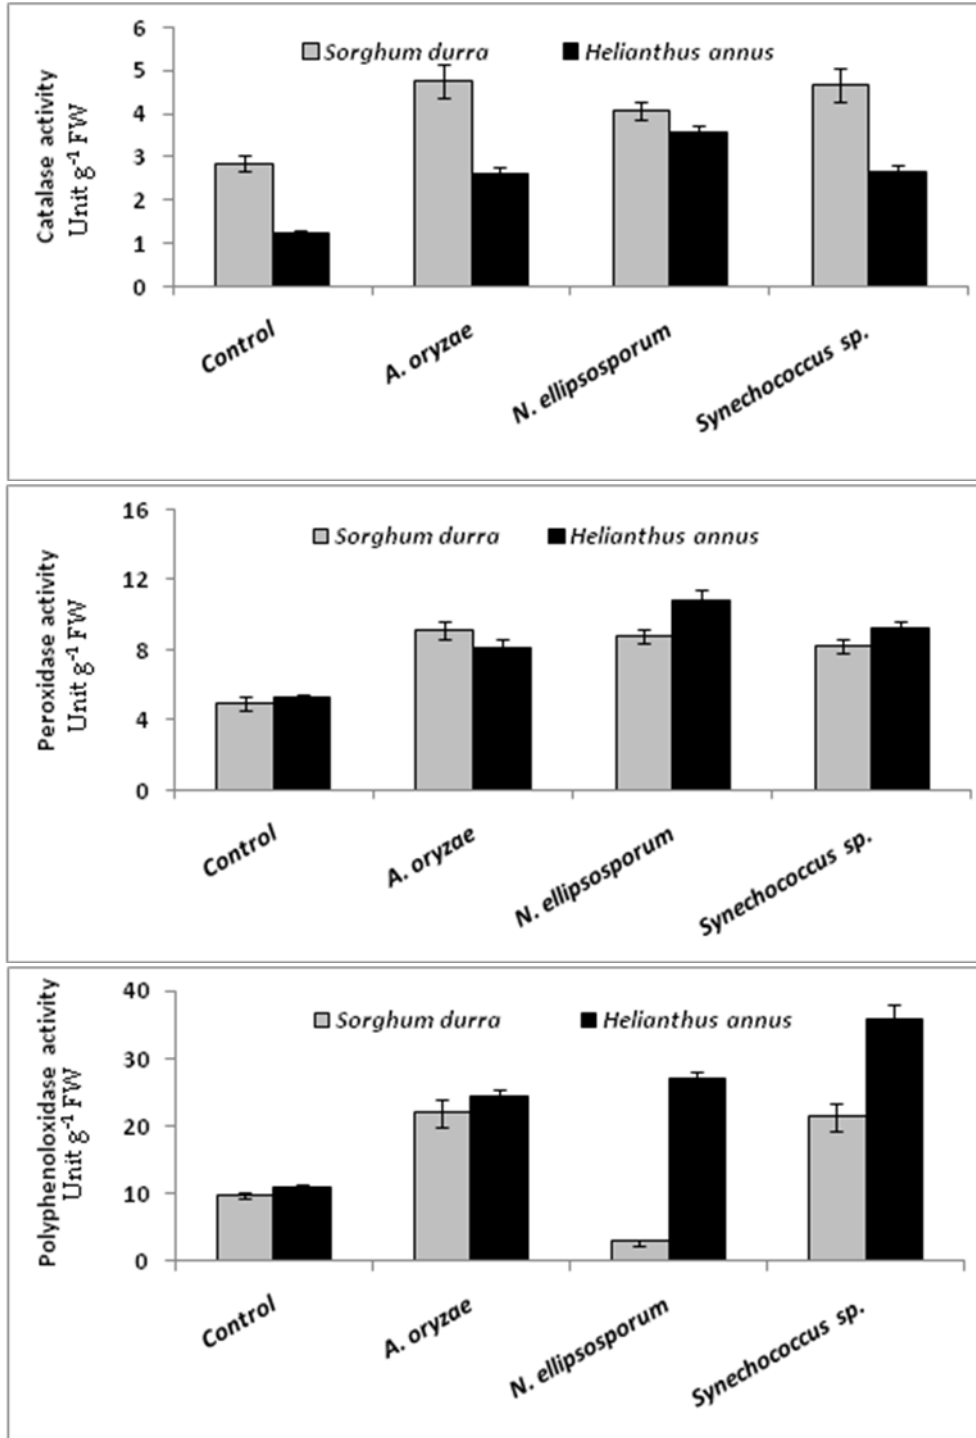 Catalase activity
Unit g⁻¹ FW
6
5
4
3
2
1
0
Sorghum durra
Helianthus annus
Control
A. oryzae
N. ellipsosporum
Synechococcus sp.
Peroxidase activity
Unit g⁻¹ FW
16
12
8
4
0
Sorghum durra
Helianthus annus
Control
A. oryzae
N. ellipsosporum
Synechococcus sp.
Polyphenoloxidase activity
Unit g⁻¹ FW
40
30
20
10
0
Sorghum durra
Helianthus annus
Control
A. oryzae
N. ellipsosporum
Synechococcus sp.